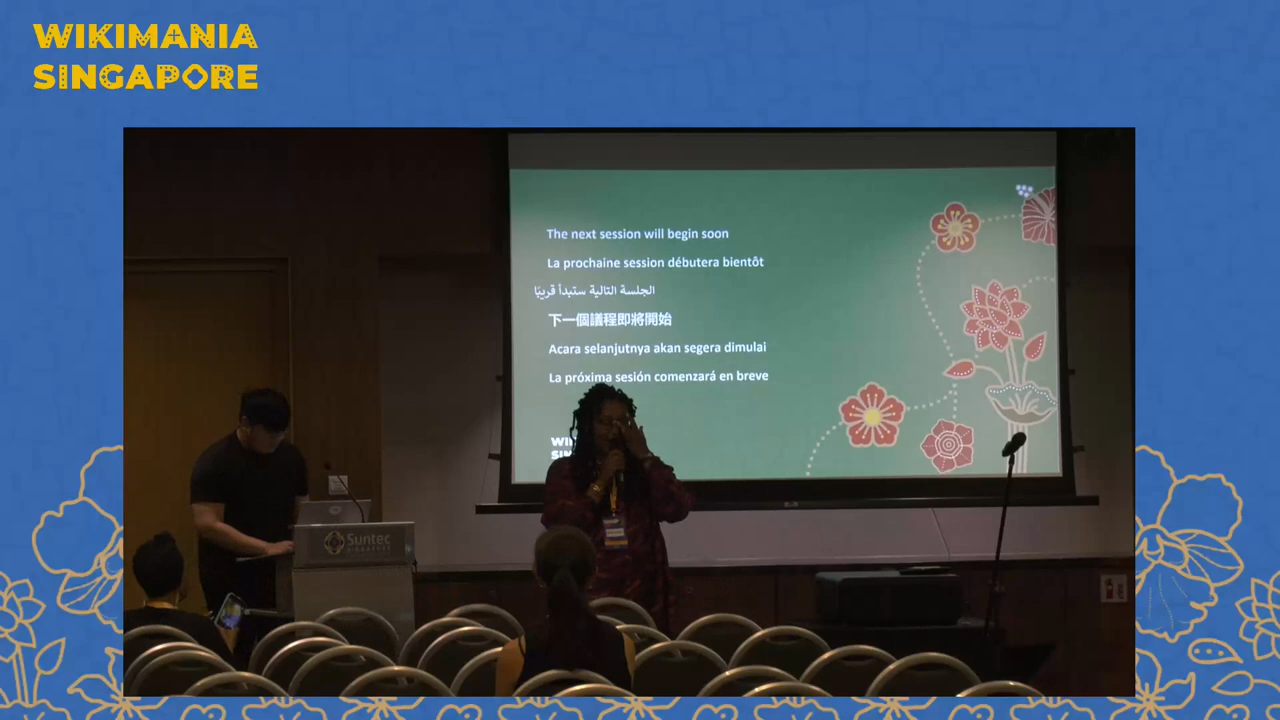 WIKIMANIA
SINGAPORE
The next session will begin soon
La prochaine session débutera bientôt
الجلسة التالية ستبدأ قريبًا
下一個議程即將開始
Acara selanjutnya akan segera dimulai
La próxima sesión comenzará en breve
Suntec
SINGAPORE